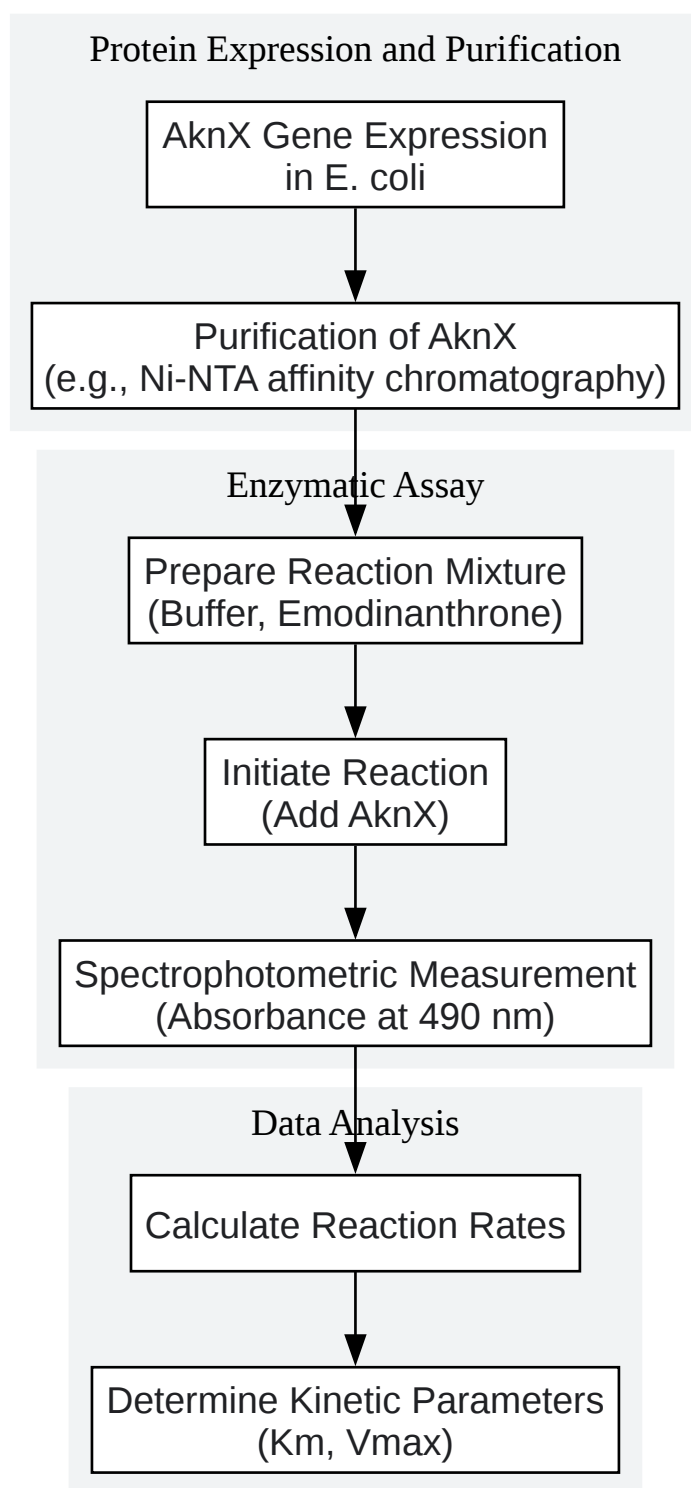 Protein Expression and Purification
AknX Gene Expression
in E. coli
Purification of AknX
(e.g., Ni-NTA affinity chromatography)
Enzymatic Assay
Prepare Reaction Mixture
(Buffer, Emodinanthrone)
Initiate Reaction
(Add AknX)
Spectrophotometric Measurement
(Absorbance at 490 nm)
Data Analysis
Calculate Reaction Rates
Determine Kinetic Parameters
(Km, Vmax)